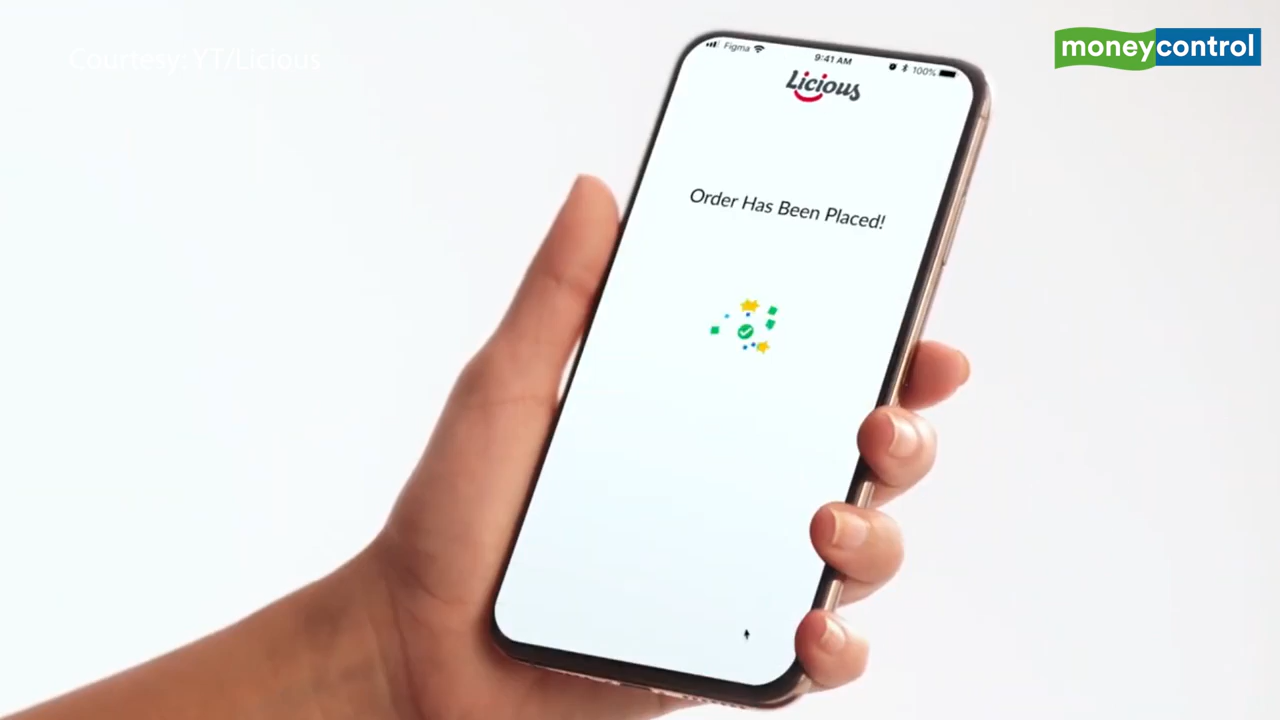 Courtesy: YT/Licious
moneycontrol
Figma
9:41 AM
100%
Licious
Order Has Been Placed!